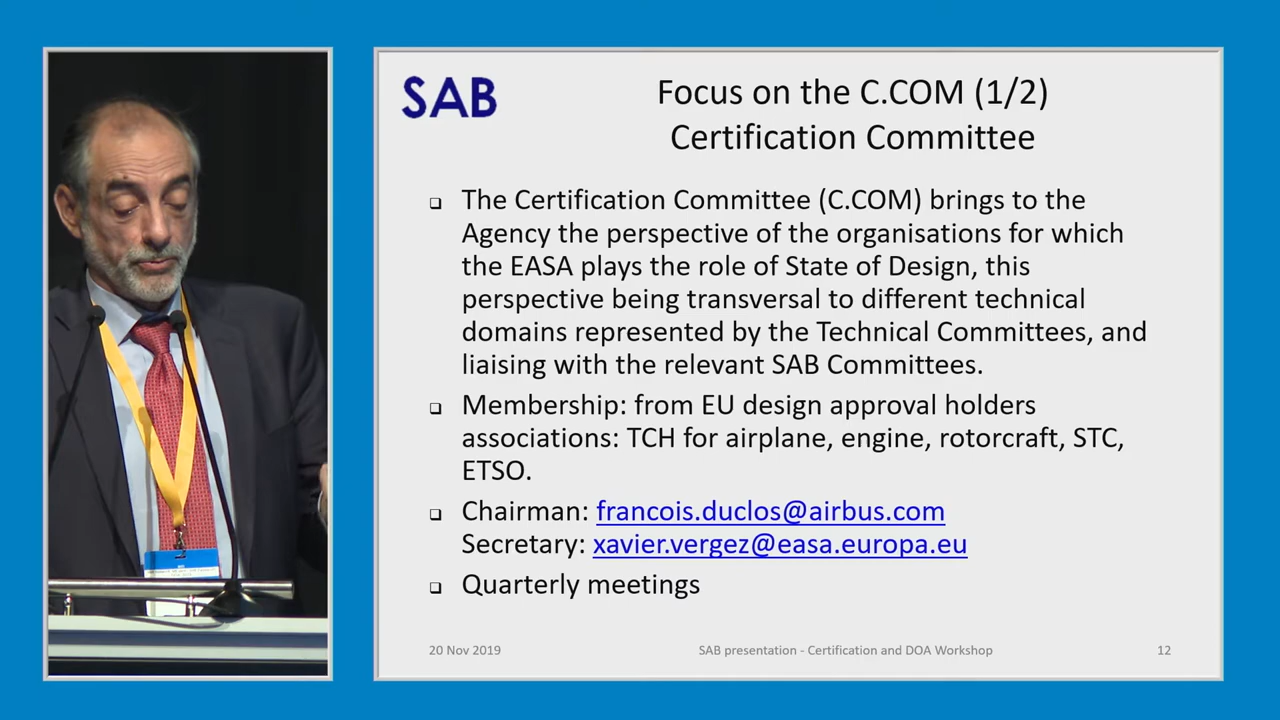 SAB
Focus on the C.COM (1/2)
Certification Committee
❑ The Certification Committee (C.COM) brings to the
Agency the perspective of the organisations for which
the EASA plays the role of State of Design, this
perspective being transversal to different technical
domains represented by the Technical Committees, and
liaising with the relevant SAB Committees.
❑ Membership: from EU design approval holders
associations: TCH for airplane, engine, rotorcraft, STC,
ETSO.
❑ Chairman: francois.duclos@airbus.com
Secretary: xavier.vergez@easa.europa.eu
❑ Quarterly meetings
20 Nov 2019
SAB presentation - Certification and DOA Workshop
12